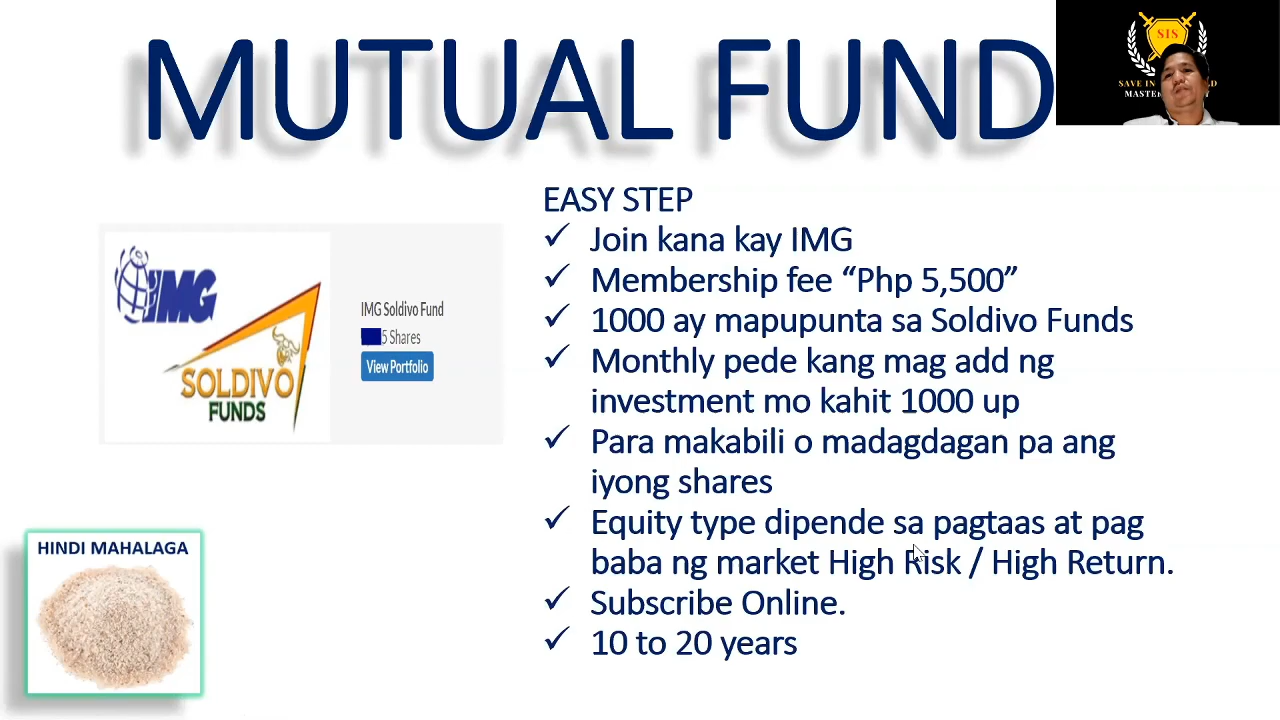 MUTUAL FUND
SIS
MASTE
EASY STEP
✓ Join kana kay IMG
✓ Membership fee “Php 5,500”
✓ 1000 ay mapupunta sa Soldivo Funds
✓ Monthly pede kang mag add ng
investment mo kahit 1000 up
✓ Para makabili o madagdagan pa ang
iyong shares
✓ Equity type dipende sa pagtaas at pag
baba ng market High Risk / High Return.
✓ Subscribe Online.
✓ 10 to 20 years
IMG
SOLDIVO
FUNDS
IMG Soldivo Fund
5 Shares
View Portfolio
HINDI MAHALAGA